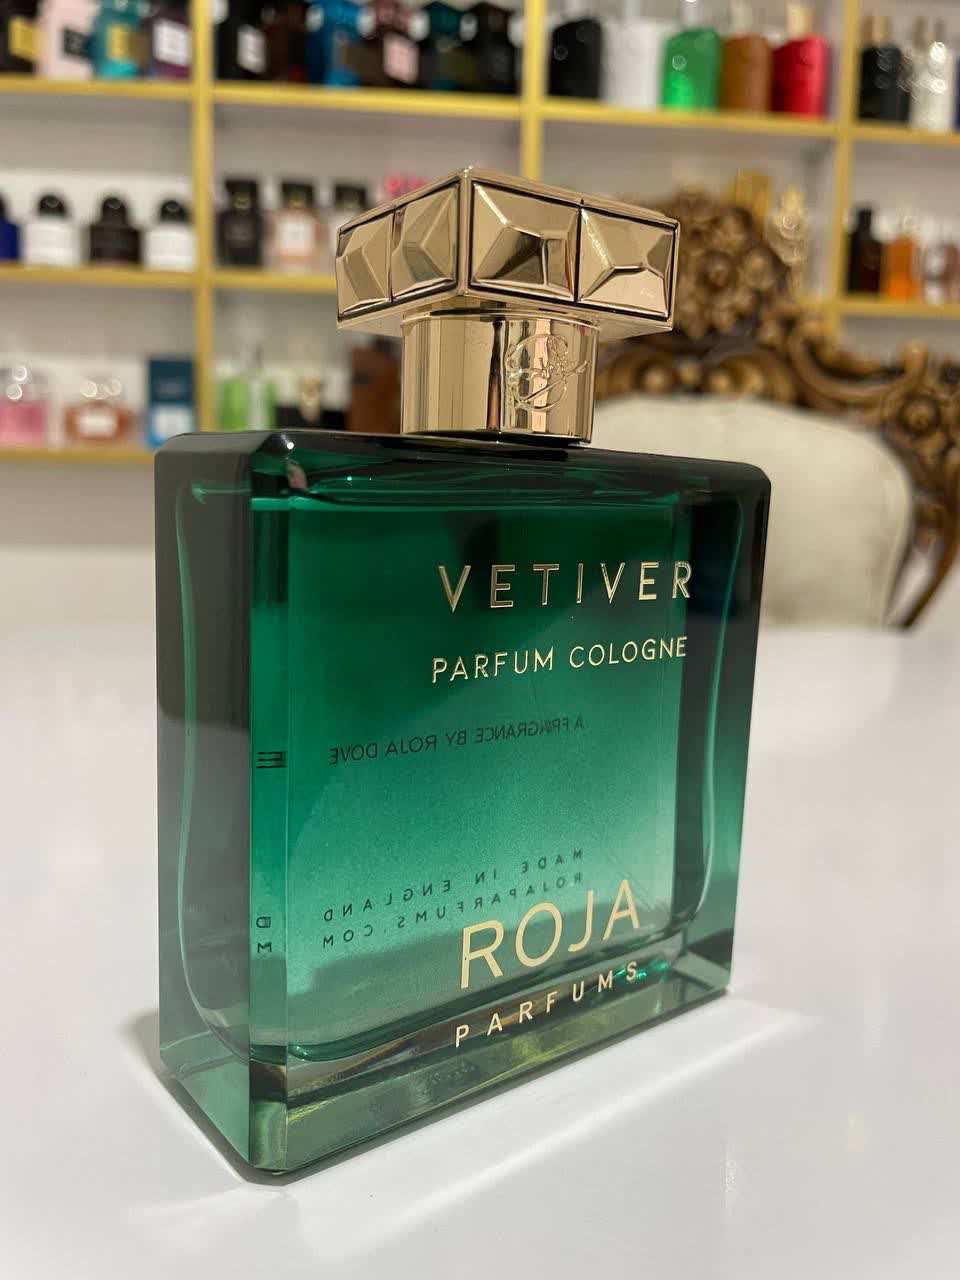 VETIVER
PARFUM COLOGNE
A FRAGRANCE BY ROJA DOVE
MADE IN ENGLAND
ROJAPARFUMS.COM
ROJA
PARFUMS